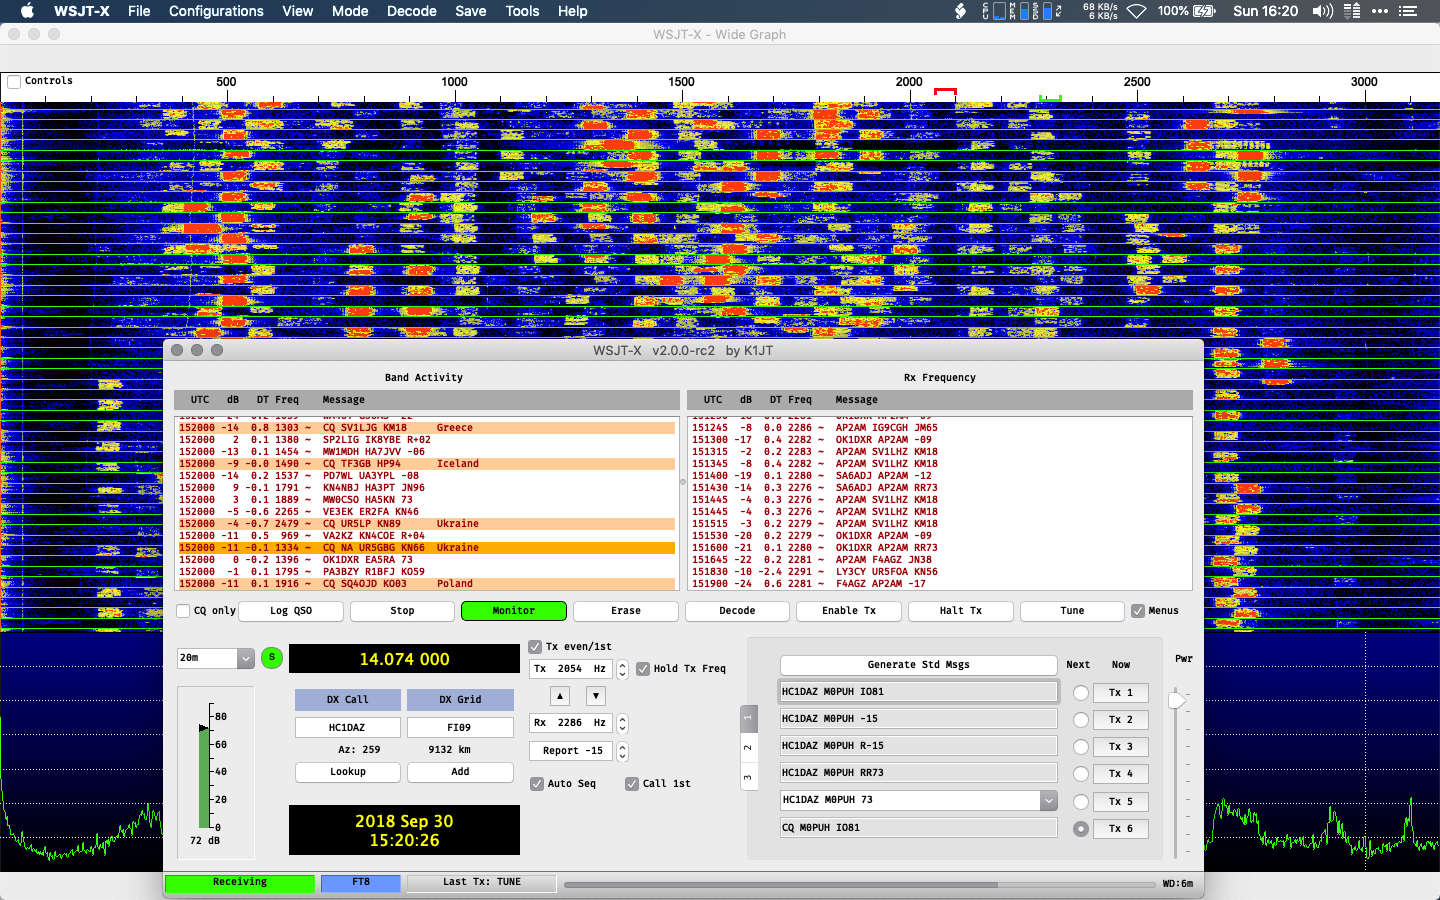 WSJT-X File Configurations View Mode Decode Save Tools Help 68 KB/s 6 KB/s 100% Sun 16:20
WSJT-X - Wide Graph
Controls 500 1000 1500 2000 2500 3000
WSJT-X v2.0.0-rc2 by K1JT
Band Activity
UTC dB DT Freq Message
152000 -14 0.8 1303 ~ CQ SV1LJG KM18 Greece
152000 2 0.1 1380 ~ SP2LIG IK8YBE R+02
152000 -13 0.1 1454 ~ MW1MDH HA7JVV -06
152000 -9 -0.0 1490 ~ CQ TF3GB HP94 Iceland
152000 -14 0.2 1537 ~ PD7WL UA3YPL -08
152000 9 -0.1 1791 ~ KN4NBJ HA3PT JN96
152000 3 0.1 1889 ~ MW0CSO HA5KN 73
152000 -5 -0.6 2265 ~ VE3EK ER2FA KN46
152000 -4 -0.7 2479 ~ CQ UR5LP KN89 Ukraine
152000 -11 0.5 969 ~ VA2KZ KN4COE R+04
152000 -11 -0.1 1334 ~ CQ NA UR5GBG KN66 Ukraine
152000 0 -0.2 1396 ~ OK1DXR EA5RA 73
152000 -1 0.1 1795 ~ PA3BZY R1BFJ KO59
152000 -11 0.1 1916 ~ CQ SQ4OJD KO03 Poland
Rx Frequency
UTC dB DT Freq Message
151245 -8 0.0 2286 ~ AP2AM IG9CGH JM65
151300 -17 0.4 2282 ~ OK1DXR AP2AM -09
151315 -2 0.2 2283 ~ AP2AM SV1LHZ KM18
151345 -8 0.4 2282 ~ AP2AM SV1LHZ KM18
151400 -19 0.1 2280 ~ SA6ADJ AP2AM -12
151430 -14 0.3 2276 ~ SA6ADJ AP2AM RR73
151445 -4 0.3 2276 ~ AP2AM SV1LHZ KM18
151445 -4 0.3 2276 ~ AP2AM SV1LHZ KM18
151515 -3 0.2 2279 ~ AP2AM SV1LHZ KM18
151530 -20 0.2 2279 ~ OK1DXR AP2AM -09
151600 -21 0.1 2280 ~ OK1DXR AP2AM RR73
151645 -22 0.2 2281 ~ AP2AM F4AGZ JN38
151830 -10 -2.4 2291 ~ LY3CY UR5FOA KN56
151900 -24 0.6 2281 ~ F4AGZ AP2AM -17
CQ only Log QSO Stop Monitor Erase Decode Enable Tx Halt Tx Tune Menus
20m S 14.074 000
Tx even/1st
Tx 2054 Hz Hold Tx Freq
DX Call DX Grid
HC1DAZ FI09
Az: 259 9132 km
Lookup Add
Rx 2286 Hz
Report -15
Auto Seq Call 1st
-80
-60
-40
-20
-0
72 dB
2018 Sep 30
15:20:26
1
2
3
Generate Std Msgs Next Now Pwr
HC1DAZ M0PUH IO81 Tx 1
HC1DAZ M0PUH -15 Tx 2
HC1DAZ M0PUH R-15 Tx 3
HC1DAZ M0PUH RR73 Tx 4
HC1DAZ M0PUH 73 Tx 5
CQ M0PUH IO81 Tx 6
Receiving FT8 Last Tx: TUNE WD:6m